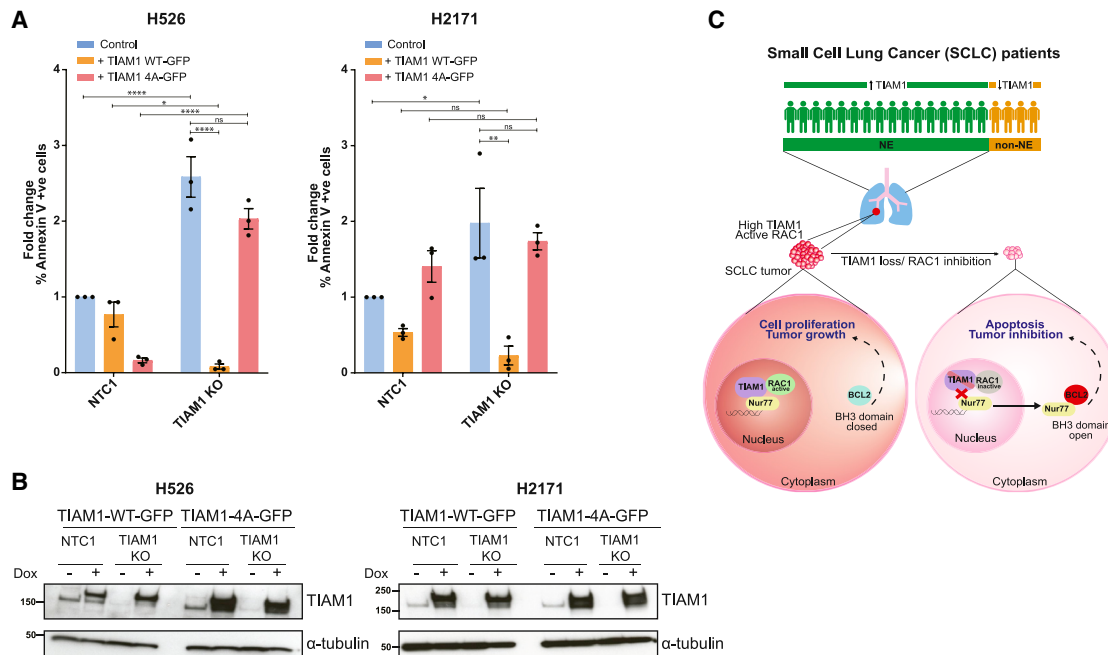 A
H526
Control
+ TIAM1 WT-GFP
+ TIAM1 4A-GFP
Fold change
% Annexin V +ve cells
4
3
2
1
0
****
*
****
ns
****
NTC1
TIAM1 KO
H2171
Control
+ TIAM1 WT-GFP
+ TIAM1 4A-GFP
Fold change
% Annexin V +ve cells
4
3
2
1
0
*
ns
ns
ns
**
NTC1
TIAM1 KO
B
H526
TIAM1-WT-GFP TIAM1-4A-GFP
NTC1 TIAM1 KO NTC1 TIAM1 KO
Dox - + - + - + - +
150
TIAM1
50
α-tubulin
H2171
TIAM1-WT-GFP TIAM1-4A-GFP
NTC1 TIAM1 KO NTC1 TIAM1 KO
Dox - + - + - + - +
250
150
TIAM1
50
α-tubulin
C
Small Cell Lung Cancer (SCLC) patients
↑ TIAM1 ↓TIAM1
NE non-NE
High TIAM1
Active RAC1
SCLC tumor
TIAM1 loss/ RAC1 inhibition
Cell proliferation
Tumor growth
TIAM1 RAC1
active
Nur77
Nucleus
BCL2
BH3 domain
closed
Cytoplasm
Apoptosis
Tumor inhibition
TIAM1 RAC1
inactive
Nur77
Nucleus
Nur77 BCL2
BH3 domain
open
Cytoplasm